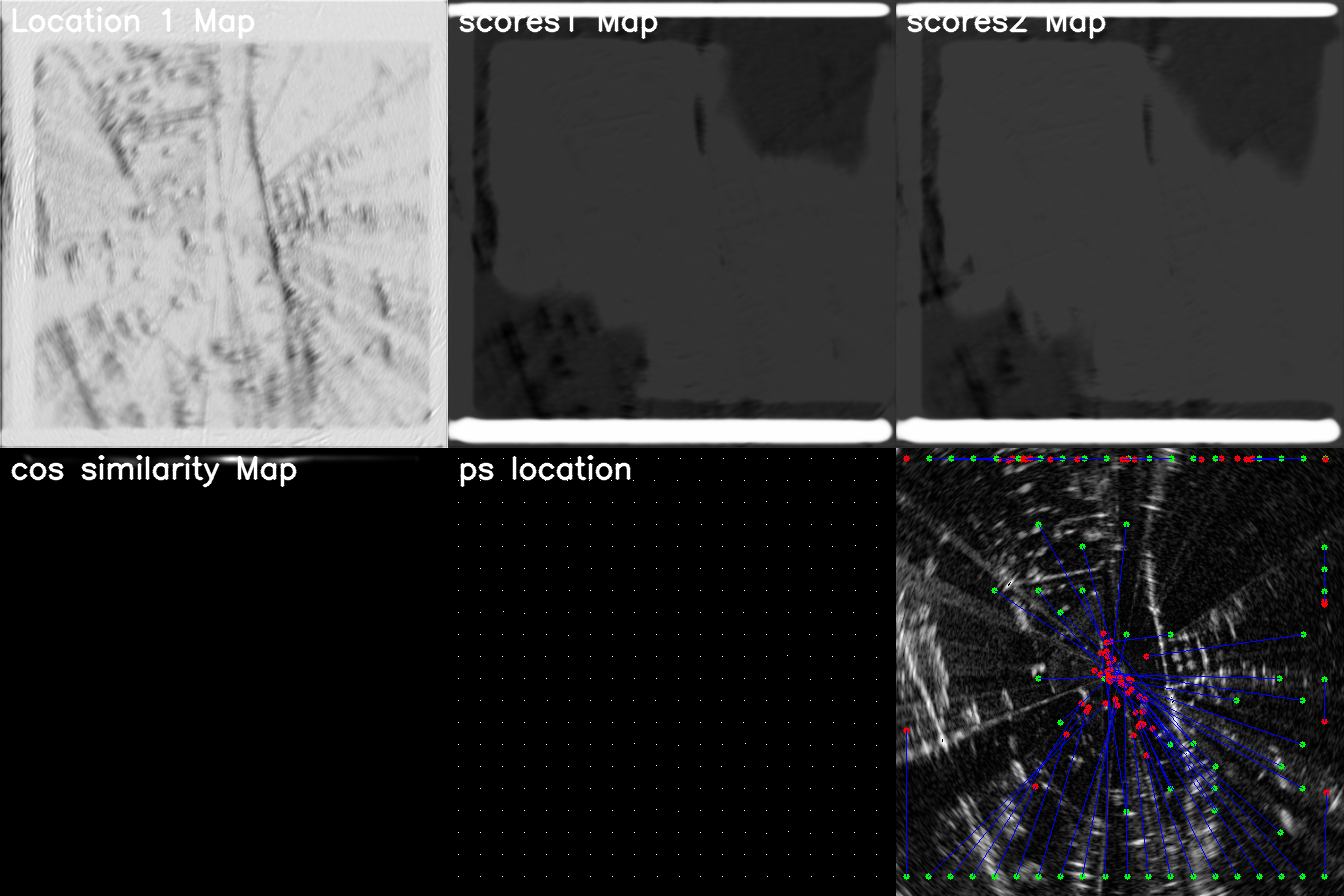 Location 1 Map
scores1 Map
scores2 Map
cos similarity Map
ps location